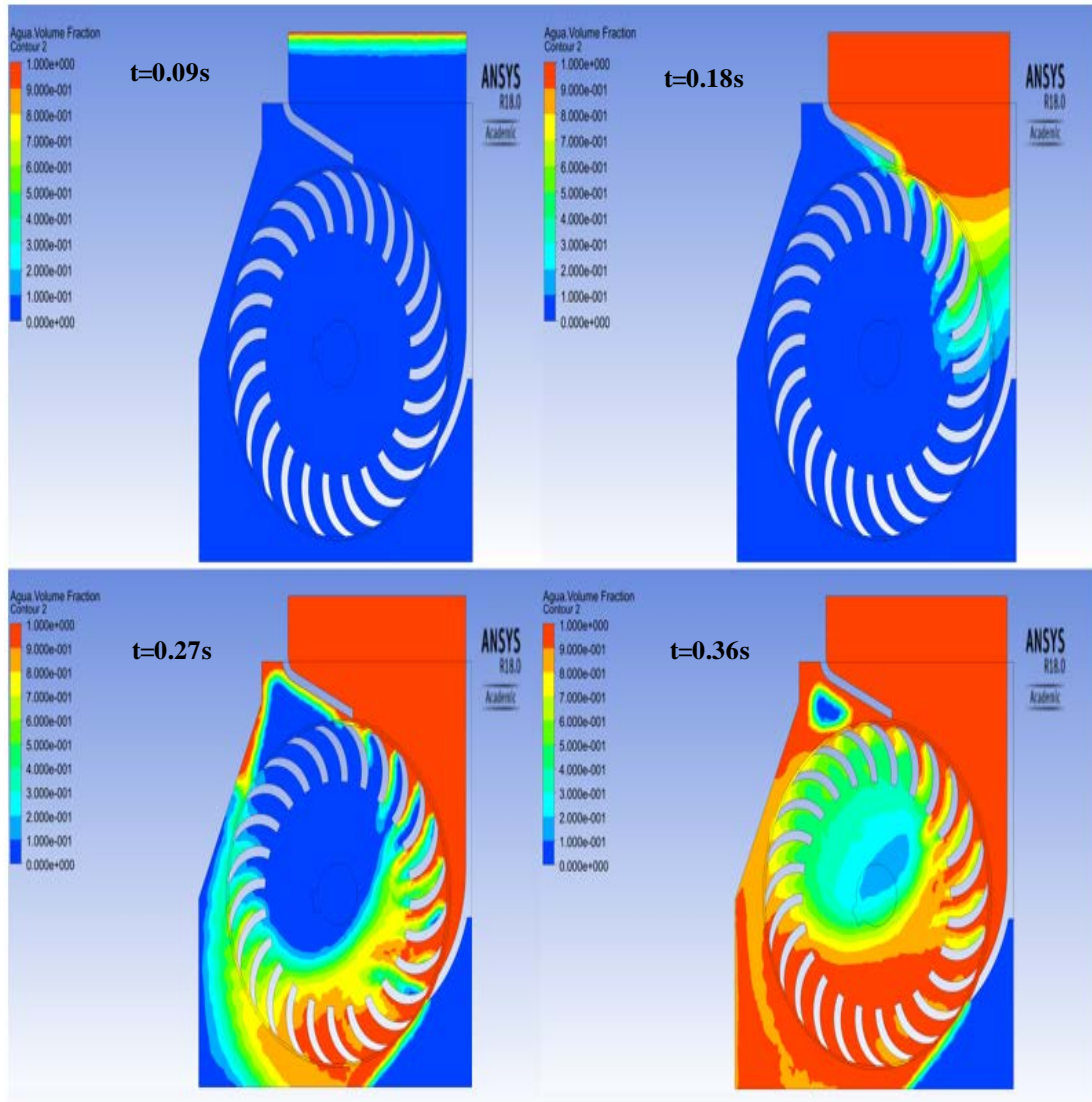 Agua.Volume Fraction
Contour 2
1.000e+000
9.000e-001
8.000e-001
7.000e-001
6.000e-001
5.000e-001
4.000e-001
3.000e-001
2.000e-001
1.000e-001
0.000e+000
t=0.09s
ANSYS
R18.0
Academic
Agua.Volume Fraction
Contour 2
1.000e+000
9.000e-001
8.000e-001
7.000e-001
6.000e-001
5.000e-001
4.000e-001
3.000e-001
2.000e-001
1.000e-001
0.000e+000
t=0.18s
ANSYS
R18.0
Academic
Agua.Volume Fraction
Contour 2
1.000e+000
9.000e-001
8.000e-001
7.000e-001
6.000e-001
5.000e-001
4.000e-001
3.000e-001
2.000e-001
1.000e-001
0.000e+000
t=0.27s
ANSYS
R18.0
Academic
Agua.Volume Fraction
Contour 2
1.000e+000
9.000e-001
8.000e-001
7.000e-001
6.000e-001
5.000e-001
4.000e-001
3.000e-001
2.000e-001
1.000e-001
0.000e+000
t=0.36s
ANSYS
R18.0
Academic